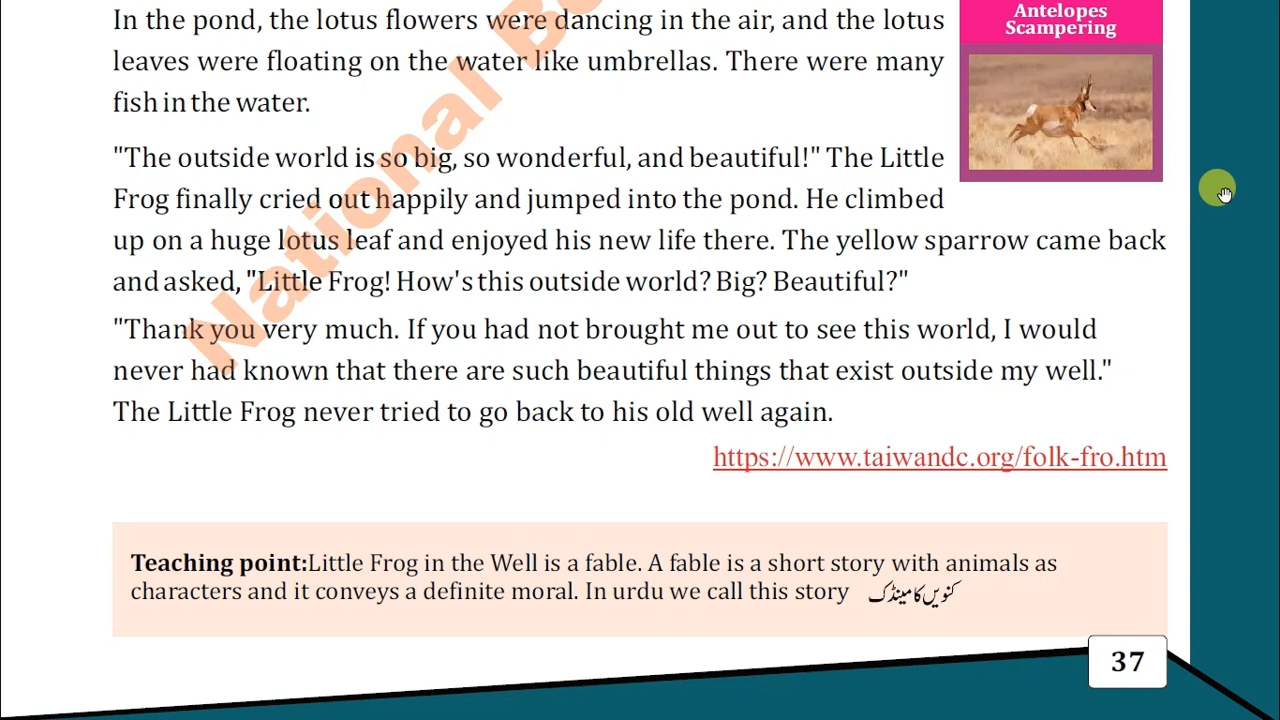 In the pond, the lotus flowers were dancing in the air, and the lotus
leaves were floating on the water like umbrellas. There were many
fish in the water.
Antelopes
Scampering
"The outside world is so big, so wonderful, and beautiful!" The Little
Frog finally cried out happily and jumped into the pond. He climbed
up on a huge lotus leaf and enjoyed his new life there. The yellow sparrow came back
and asked, "Little Frog! How's this outside world? Big? Beautiful?"
"Thank you very much. If you had not brought me out to see this world, I would
never had known that there are such beautiful things that exist outside my well."
The Little Frog never tried to go back to his old well again.
https://www.taiwandc.org/folk-fro.htm
Teaching point:Little Frog in the Well is a fable. A fable is a short story with animals as
characters and it conveys a definite moral. In urdu we call this story کنویں کا مینڈک
37
National